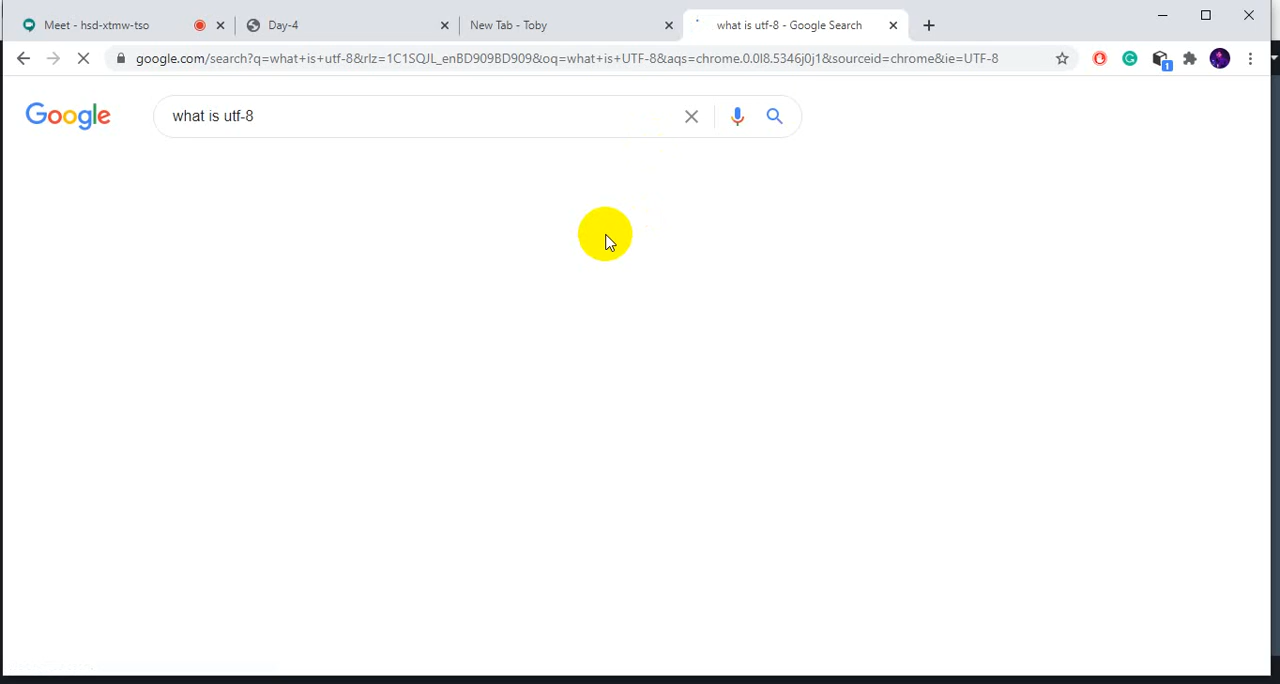 Meet - hsd-xtmw-tso
Day-4
New Tab - Toby
what is utf-8 - Google Search
google.com/search?q=what+is+utf-8&rlz=1C1SQJL_enBD909BD909&oq=what+is+UTF-8&aqs=chrome.0.0l8.5346j0j1&sourceid=chrome&ie=UTF-8
1
Google
what is utf-8